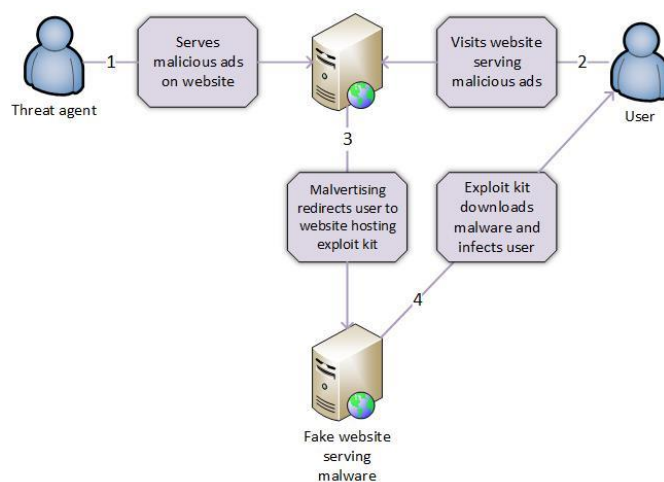 1
Serves
malicious ads
on website
Threat agent
Visits website
serving
malicious ads
2
User
3
Malvertising
redirects user to
website hosting
exploit kit
Exploit kit
downloads
malware and
infects user
4
Fake website
serving
malware